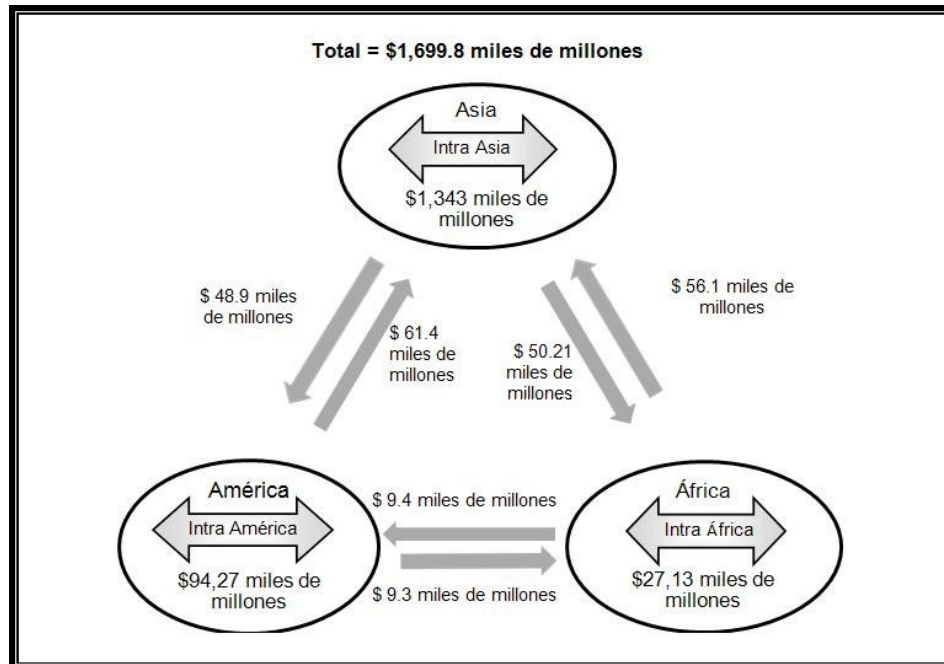 Total = $1,699.8 miles de millones
Asia
Intra Asia
$1,343 miles de
millones
$ 48.9 miles
de millones
$ 61.4
miles de
millones
$ 50.21
miles de
millones
$ 56.1 miles de
millones
América
Intra América
$94,27 miles de
millones
$ 9.4 miles de millones
$ 9.3 miles de millones
África
Intra África
$27,13 miles de
millones